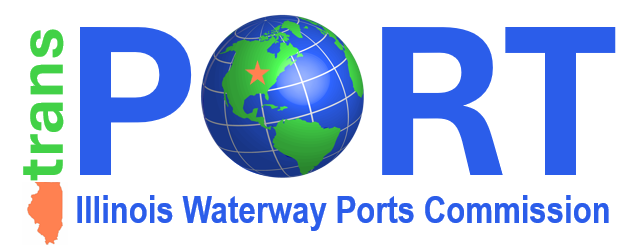 trans
PORT
Illinois Waterway Ports Commission